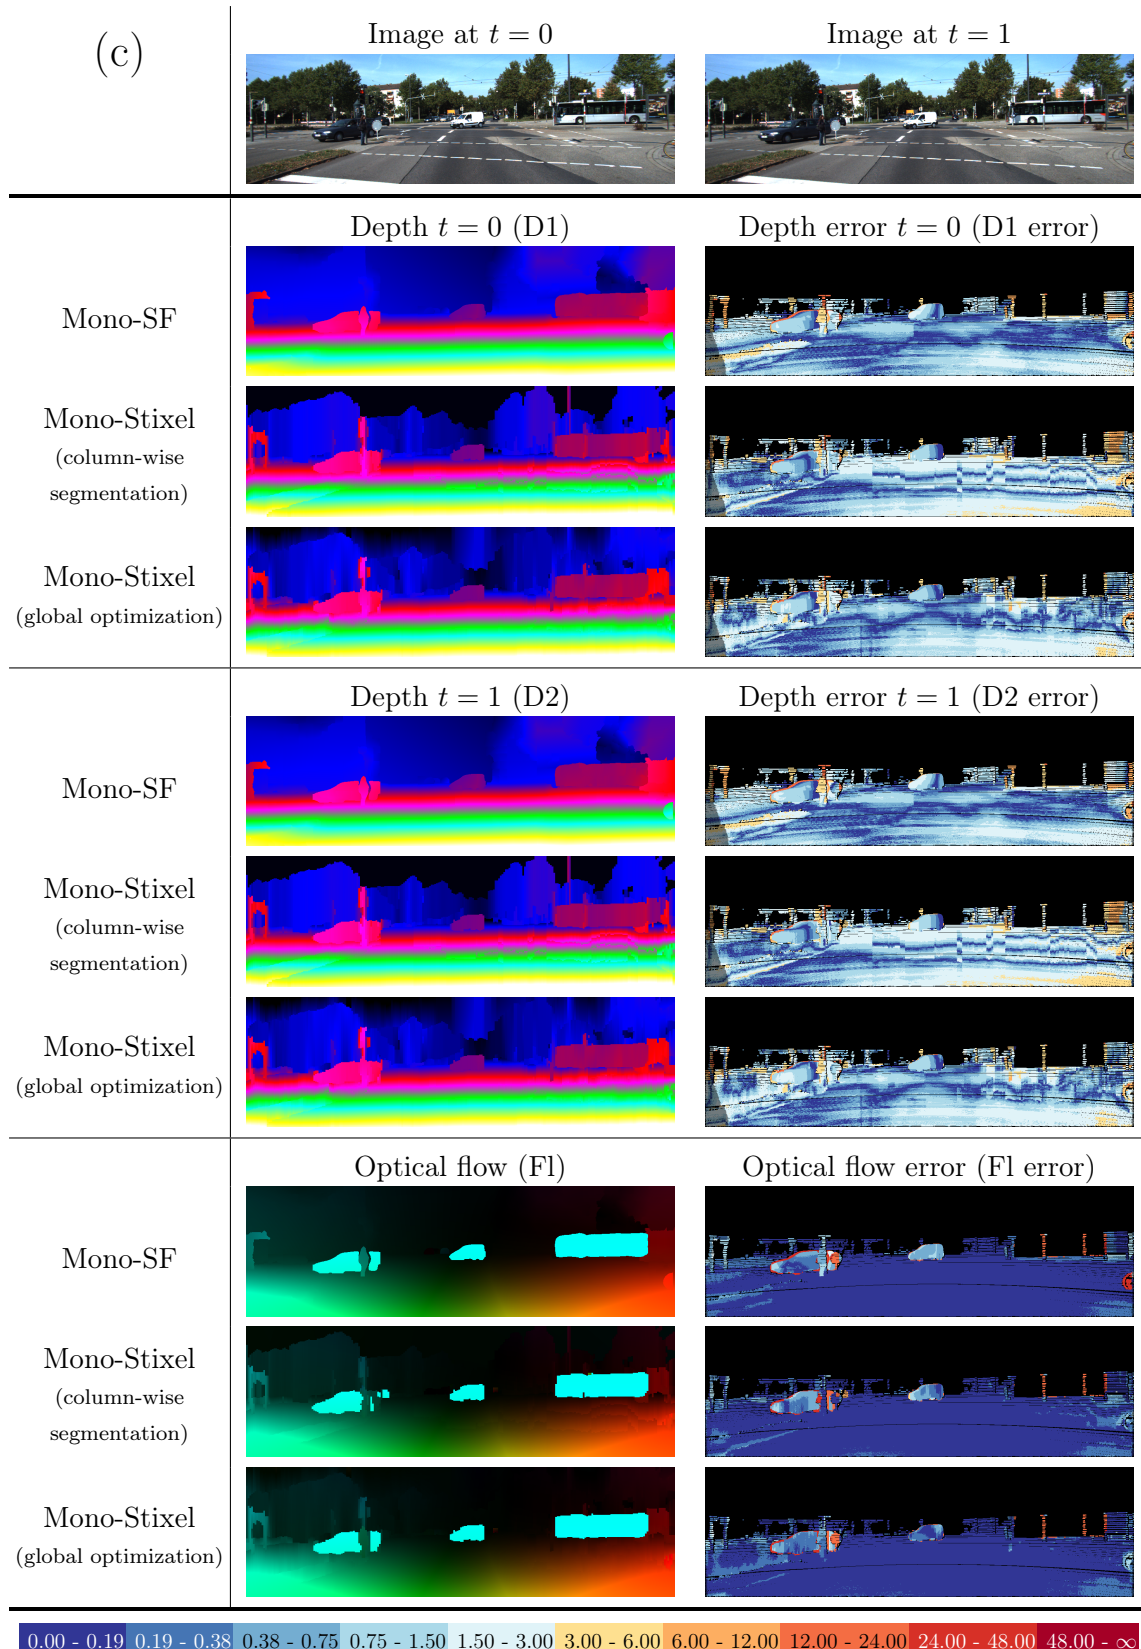 (c)
Image at t = 0
Image at t = 1
Depth t = 0 (D1)
Depth error t = 0 (D1 error)
Mono-SF
Mono-Stixel
(column-wise
segmentation)
Mono-Stixel
(global optimization)
Depth t = 1 (D2)
Depth error t = 1 (D2 error)
Mono-SF
Mono-Stixel
(column-wise
segmentation)
Mono-Stixel
(global optimization)
Optical flow (Fl)
Optical flow error (Fl error)
Mono-SF
Mono-Stixel
(column-wise
segmentation)
Mono-Stixel
(global optimization)
0.00 - 0.19 0.19 - 0.38 0.38 - 0.75 0.75 - 1.50 1.50 - 3.00 3.00 - 6.00 6.00 - 12.00 12.00 - 24.00 24.00 - 48.00 48.00 - ∞